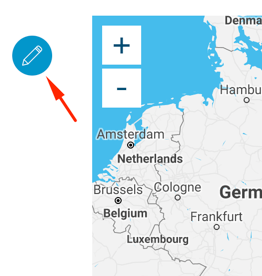 Denma
+
-
Hambu
Amsterdam
Netherlands
Brussels
Cologne
Germ
Belgium
Frankfurt
Luxembourg